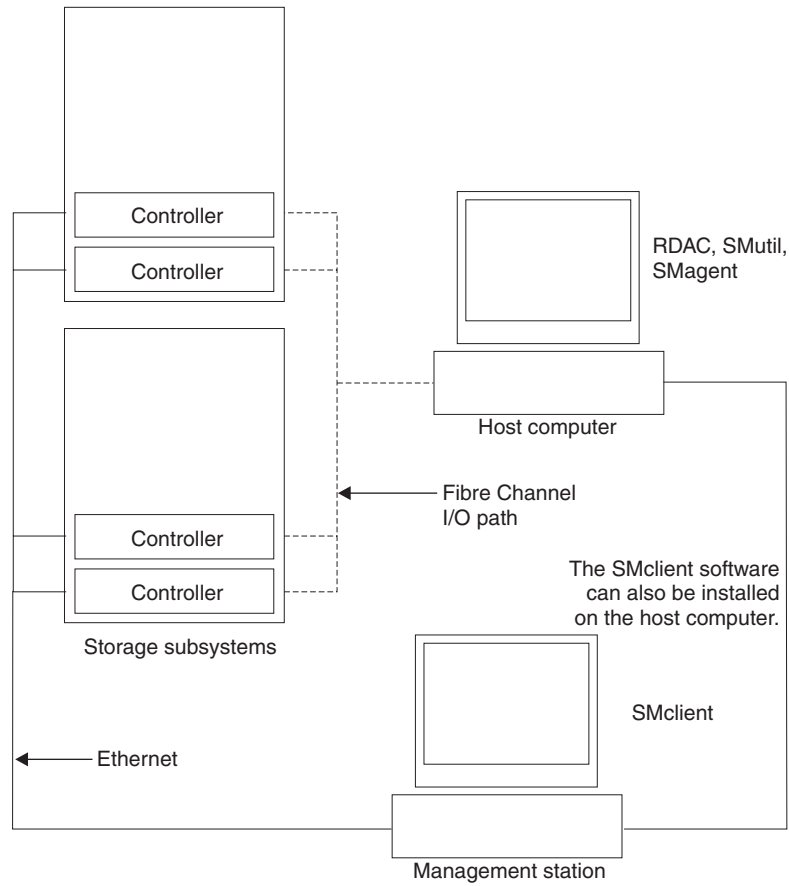 Controller
Controller
RDAC, SMutil,
SMagent
Host computer
Fibre Channel
I/O path
Controller
Controller
The SMclient software
can also be installed
on the host computer.
Storage subsystems
SMclient
Ethernet
Management station